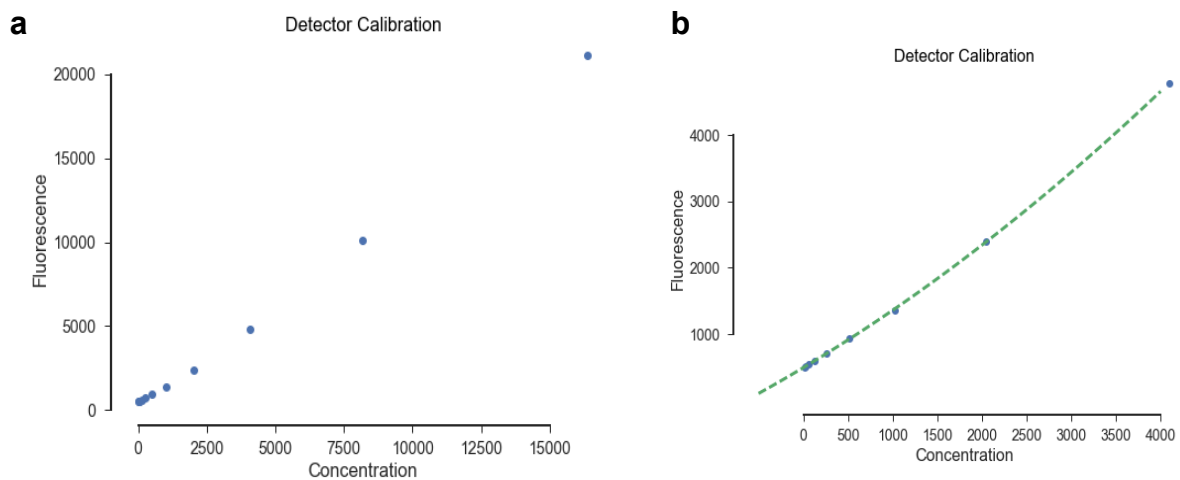 a
Detector Calibration
20000
15000
10000
5000
0
Fluorescence
0 2500 5000 7500 10000 12500 15000
Concentration
b
Detector Calibration
4000
3000
2000
1000
Fluorescence
0 500 1000 1500 2000 2500 3000 3500 4000
Concentration